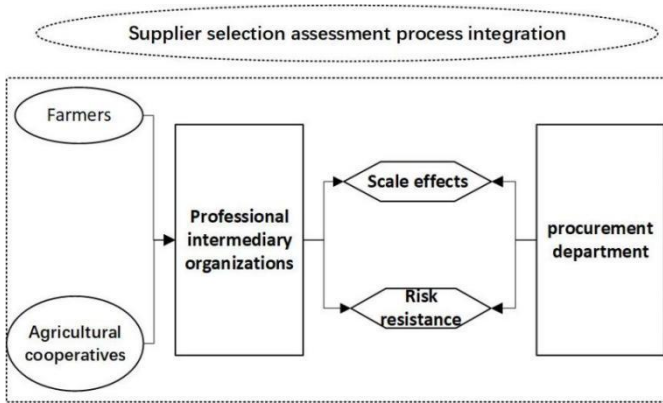 Supplier selection assessment process integration
Farmers
Scale effects
Professional
intermediary
organizations
procurement
department
Risk
resistance
Agricultural
cooperatives